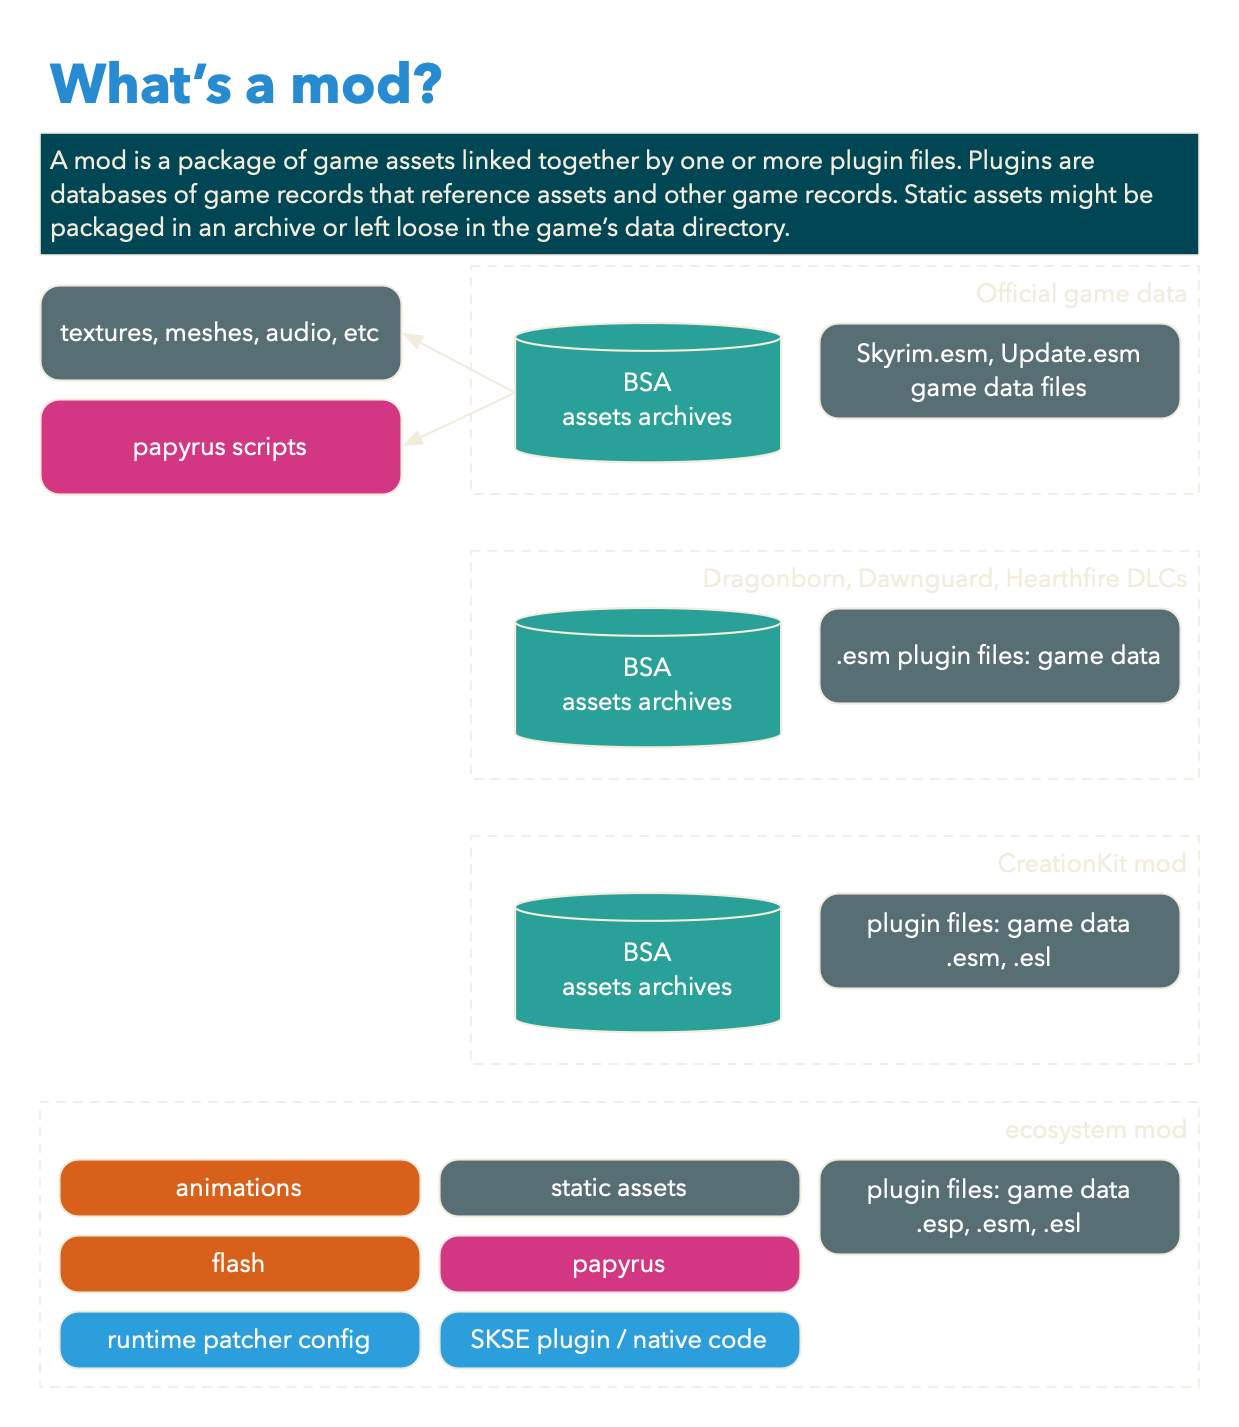 What’s a mod?
A mod is a package of game assets linked together by one or more plugin files. Plugins are
databases of game records that reference assets and other game records. Static assets might be
packaged in an archive or left loose in the game’s data directory.
Official game data
textures, meshes, audio, etc
papyrus scripts
BSA
assets archives
Skyrim.esm, Update.esm
game data files
Dragonborn, Dawnguard, Hearthfire DLCs
BSA
assets archives
.esm plugin files: game data
CreationKit mod
BSA
assets archives
plugin files: game data
.esm, .esl
ecosystem mod
animations
static assets
plugin files: game data
.esp, .esm, .esl
flash
papyrus
runtime patcher config
SKSE plugin / native code